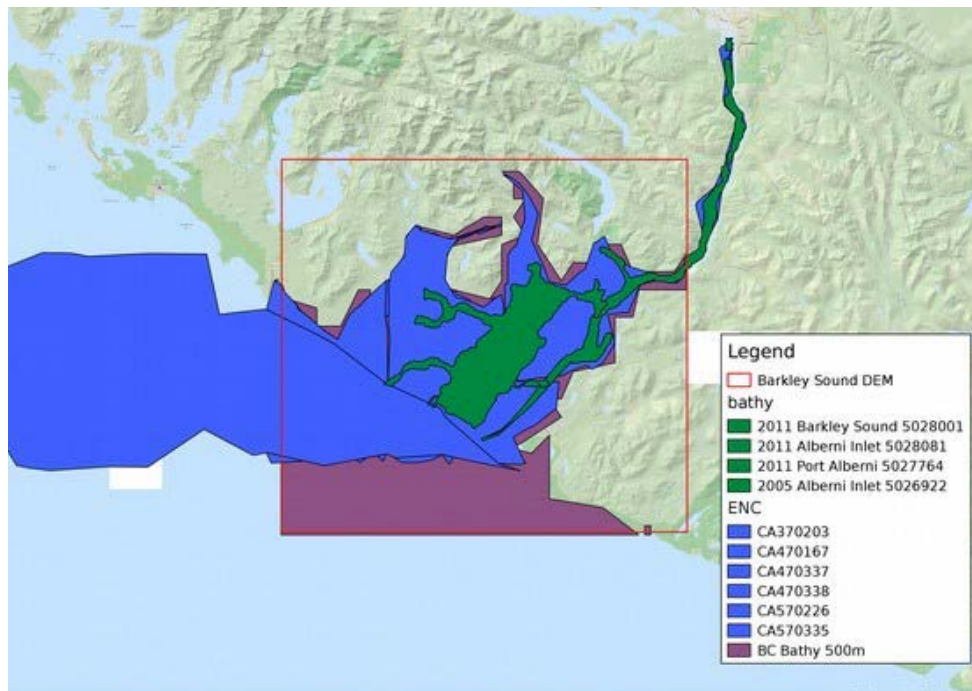 Legend
Barkley Sound DEM
bathy
2011 Barkley Sound 5028001
2011 Alberni Inlet 5028081
2011 Port Alberni 5027764
2005 Alberni Inlet 5026922
ENC
CA370203
CA470167
CA470337
CA470338
CA570226
CA570335
BC Bathy 500m